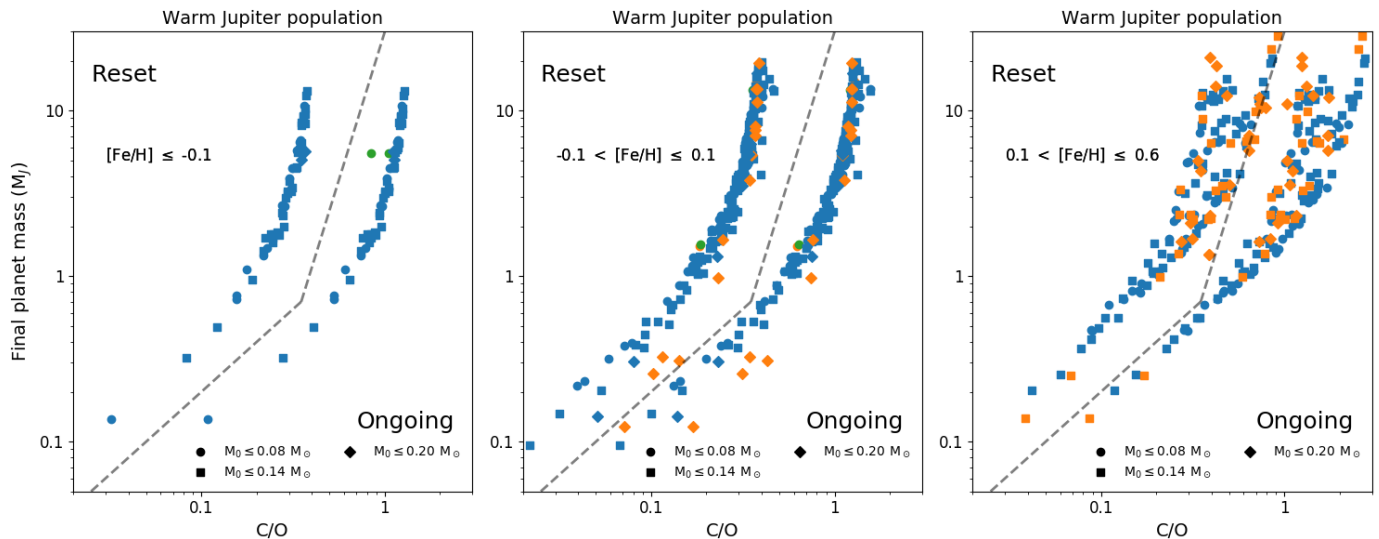 Warm Jupiter population
Warm Jupiter population
Warm Jupiter population
Final planet mass (M_J)
10
1
0.1
Reset
[Fe/H] ≤ -0.1
Ongoing
M₀ ≤ 0.08 M⊙
M₀ ≤ 0.14 M⊙
M₀ ≤ 0.20 M⊙
0.1
1
C/O
10
1
0.1
Reset
-0.1 < [Fe/H] ≤ 0.1
Ongoing
M₀ ≤ 0.08 M⊙
M₀ ≤ 0.14 M⊙
M₀ ≤ 0.20 M⊙
0.1
1
C/O
10
1
0.1
Reset
0.1 < [Fe/H] ≤ 0.6
Ongoing
M₀ ≤ 0.08 M⊙
M₀ ≤ 0.14 M⊙
M₀ ≤ 0.20 M⊙
0.1
1
C/O